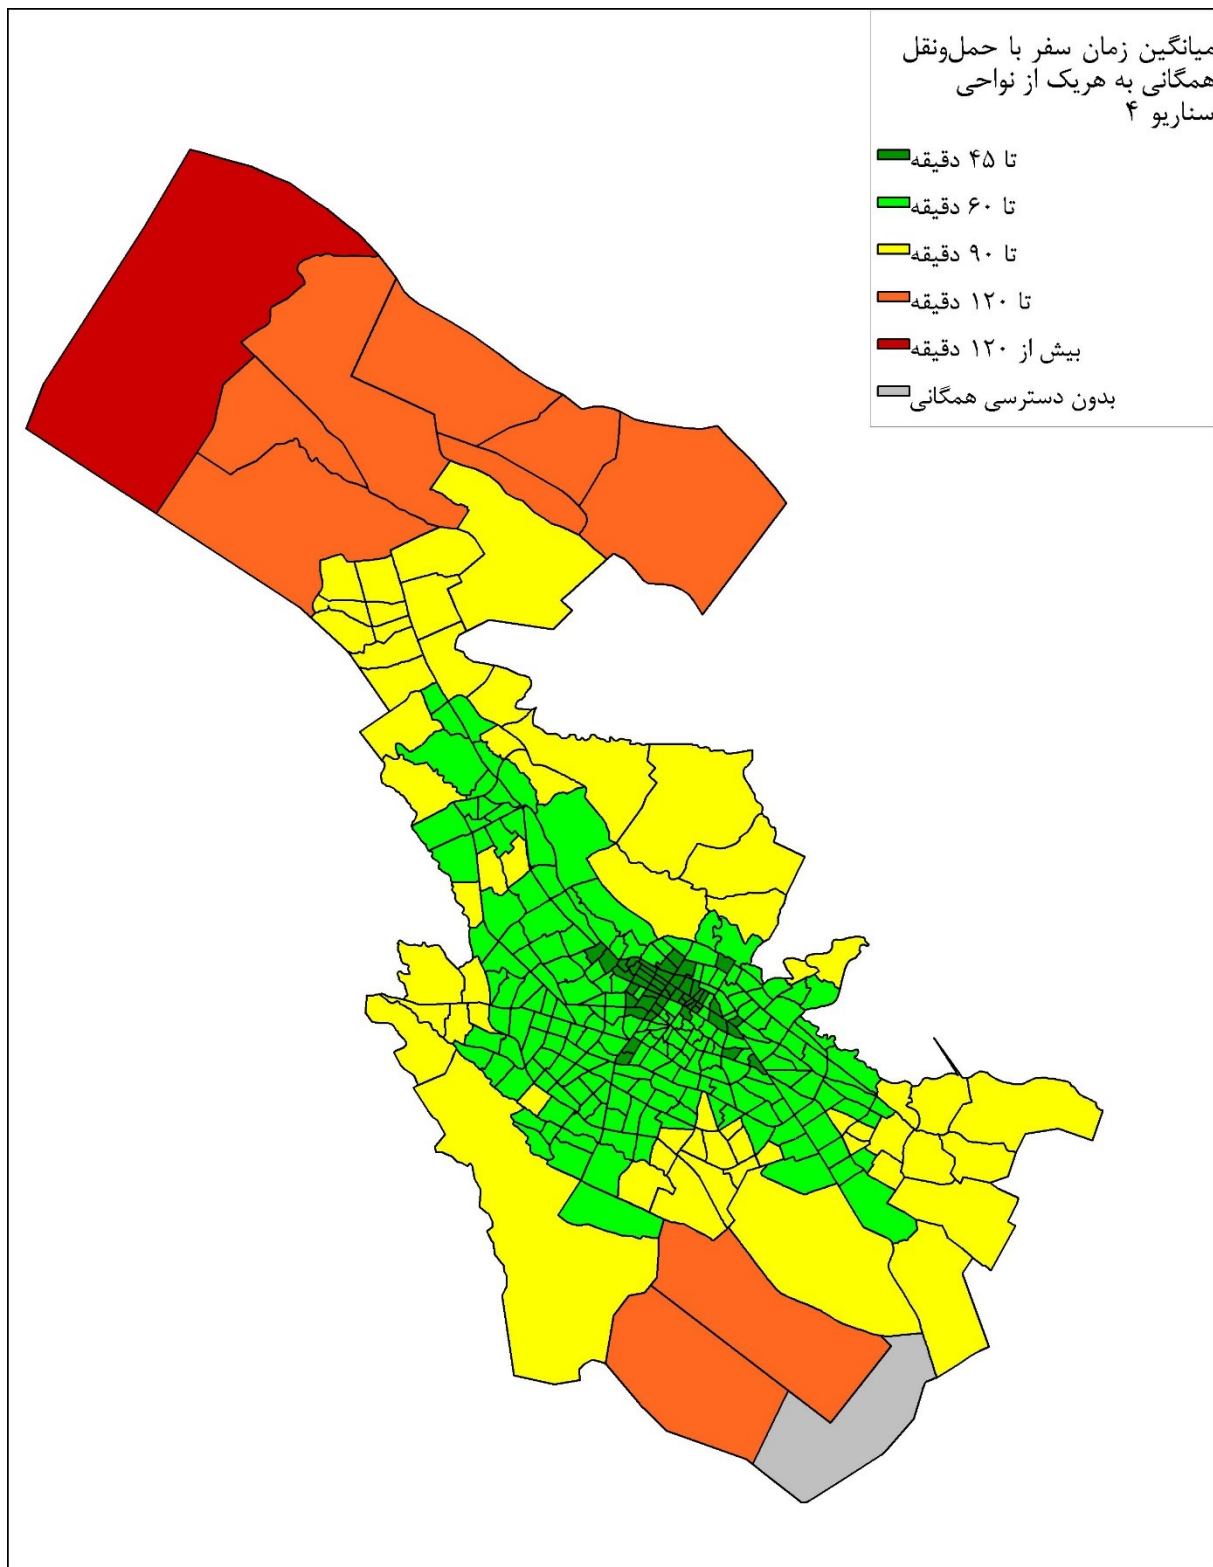 میانگین زمان سفر با حمل‌ونقل
همگانی به هریک از نواحی
سناریو ۴
تا ۴۵ دقیقه
تا ۶۰ دقیقه
تا ۹۰ دقیقه
تا ۱۲۰ دقیقه
بیش از ۱۲۰ دقیقه
بدون دسترسی همگانی